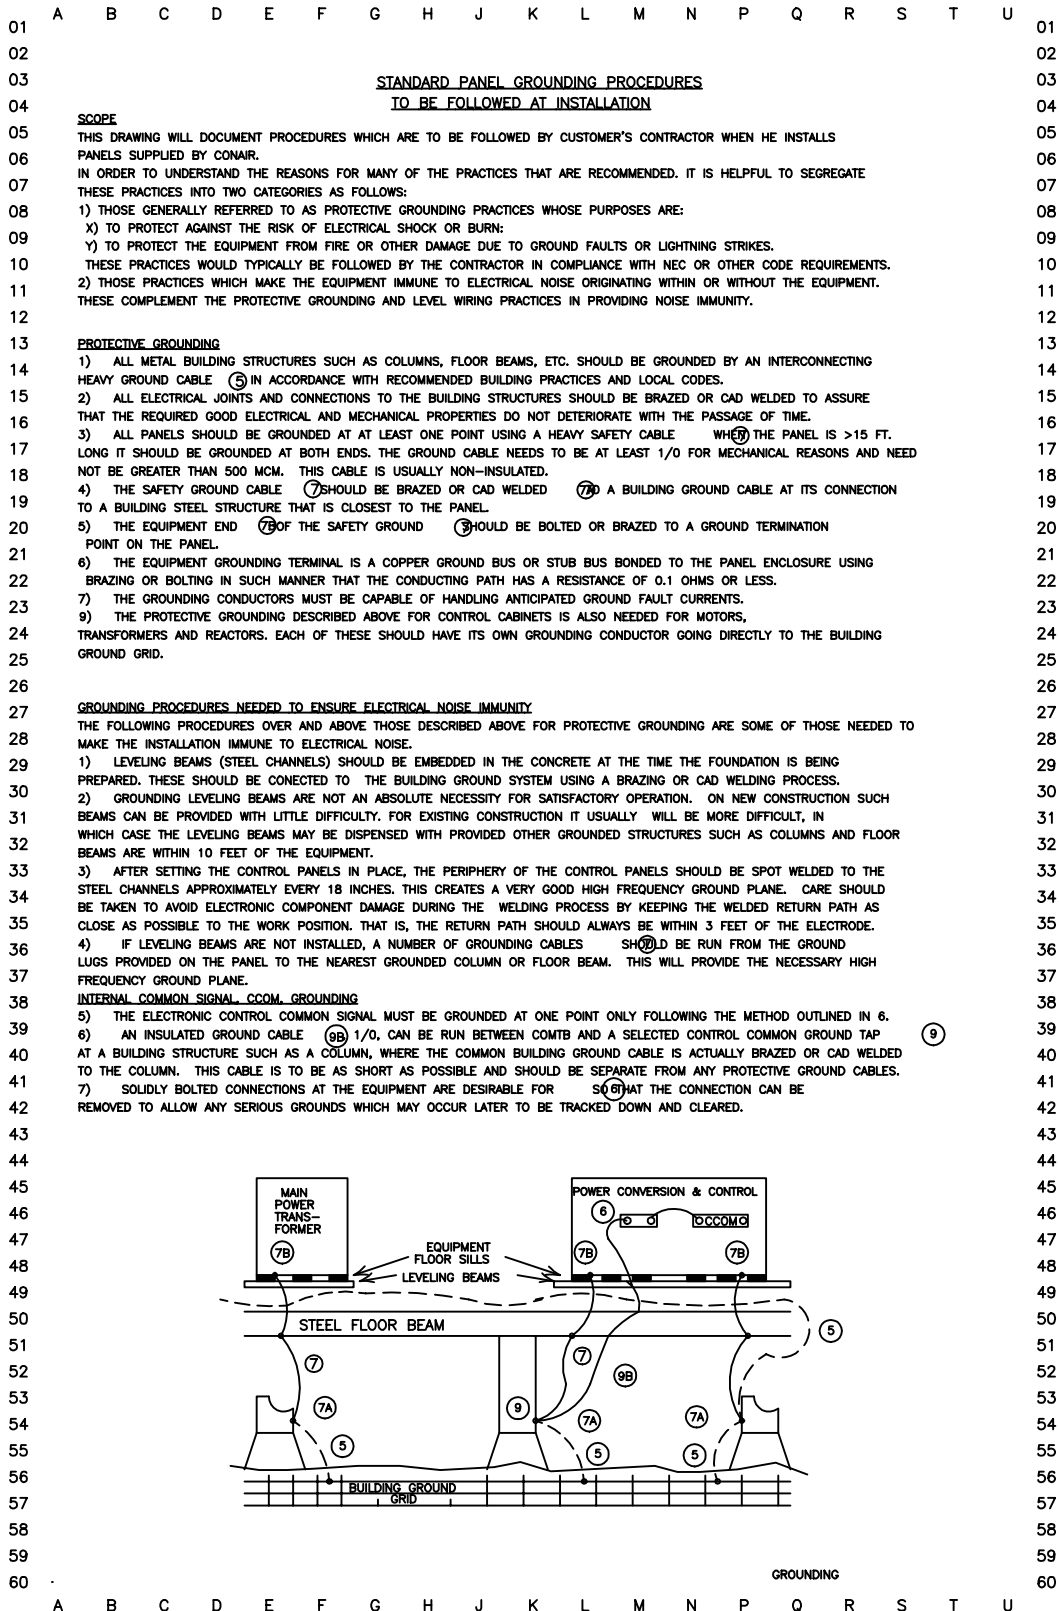 A B C D E F G H J K L M N P Q R S T U
01 01
02 02
03 STANDARD PANEL GROUNDING PROCEDURES 03
04 TO BE FOLLOWED AT INSTALLATION 04
SCOPE
05 THIS DRAWING WILL DOCUMENT PROCEDURES WHICH ARE TO BE FOLLOWED BY CUSTOMER'S CONTRACTOR WHEN HE INSTALLS 05
06 PANELS SUPPLIED BY CONAIR. 06
IN ORDER TO UNDERSTAND THE REASONS FOR MANY OF THE PRACTICES THAT ARE RECOMMENDED. IT IS HELPFUL TO SEGREGATE
07 THESE PRACTICES INTO TWO CATEGORIES AS FOLLOWS: 07
08 1) THOSE GENERALLY REFERRED TO AS PROTECTIVE GROUNDING PRACTICES WHOSE PURPOSES ARE: 08
X) TO PROTECT AGAINST THE RISK OF ELECTRICAL SHOCK OR BURN:
09 Y) TO PROTECT THE EQUIPMENT FROM FIRE OR OTHER DAMAGE DUE TO GROUND FAULTS OR LIGHTNING STRIKES. 09
10 THESE PRACTICES WOULD TYPICALLY BE FOLLOWED BY THE CONTRACTOR IN COMPLIANCE WITH NEC OR OTHER CODE REQUIREMENTS. 10
11 2) THOSE PRACTICES WHICH MAKE THE EQUIPMENT IMMUNE TO ELECTRICAL NOISE ORIGINATING WITHIN OR WITHOUT THE EQUIPMENT. 11
THESE COMPLEMENT THE PROTECTIVE GROUNDING AND LEVEL WIRING PRACTICES IN PROVIDING NOISE IMMUNITY.
12 12
13 PROTECTIVE GROUNDING 13
1) ALL METAL BUILDING STRUCTURES SUCH AS COLUMNS, FLOOR BEAMS, ETC. SHOULD BE GROUNDED BY AN INTERCONNECTING
14 HEAVY GROUND CABLE 5 IN ACCORDANCE WITH RECOMMENDED BUILDING PRACTICES AND LOCAL CODES. 14
15 2) ALL ELECTRICAL JOINTS AND CONNECTIONS TO THE BUILDING STRUCTURES SHOULD BE BRAZED OR CAD WELDED TO ASSURE 15
16 THAT THE REQUIRED GOOD ELECTRICAL AND MECHANICAL PROPERTIES DO NOT DETERIORATE WITH THE PASSAGE OF TIME. 16
3) ALL PANELS SHOULD BE GROUNDED AT AT LEAST ONE POINT USING A HEAVY SAFETY CABLE WHEN THE PANEL IS >15 FT.
17 LONG IT SHOULD BE GROUNDED AT BOTH ENDS. THE GROUND CABLE NEEDS TO BE AT LEAST 1/0 FOR MECHANICAL REASONS AND NEED 17
18 NOT BE GREATER THAN 500 MCM. THIS CABLE IS USUALLY NON-INSULATED. 18
4) THE SAFETY GROUND CABLE 7 SHOULD BE BRAZED OR CAD WELDED 7A TO A BUILDING GROUND CABLE AT ITS CONNECTION
19 TO A BUILDING STEEL STRUCTURE THAT IS CLOSEST TO THE PANEL. 19
20 5) THE EQUIPMENT END 7B OF THE SAFETY GROUND 7 SHOULD BE BOLTED OR BRAZED TO A GROUND TERMINATION 20
21 POINT ON THE PANEL. 21
6) THE EQUIPMENT GROUNDING TERMINAL IS A COPPER GROUND BUS OR STUB BUS BONDED TO THE PANEL ENCLOSURE USING
22 BRAZING OR BOLTING IN SUCH MANNER THAT THE CONDUCTING PATH HAS A RESISTANCE OF 0.1 OHMS OR LESS. 22
23 7) THE GROUNDING CONDUCTORS MUST BE CAPABLE OF HANDLING ANTICIPATED GROUND FAULT CURRENTS. 23
9) THE PROTECTIVE GROUNDING DESCRIBED ABOVE FOR CONTROL CABINETS IS ALSO NEEDED FOR MOTORS,
24 TRANSFORMERS AND REACTORS. EACH OF THESE SHOULD HAVE ITS OWN GROUNDING CONDUCTOR GOING DIRECTLY TO THE BUILDING 24
25 GROUND GRID. 25
26 26
27 GROUNDING PROCEDURES NEEDED TO ENSURE ELECTRICAL NOISE IMMUNITY 27
THE FOLLOWING PROCEDURES OVER AND ABOVE THOSE DESCRIBED ABOVE FOR PROTECTIVE GROUNDING ARE SOME OF THOSE NEEDED TO
28 MAKE THE INSTALLATION IMMUNE TO ELECTRICAL NOISE. 28
29 1) LEVELING BEAMS (STEEL CHANNELS) SHOULD BE EMBEDDED IN THE CONCRETE AT THE TIME THE FOUNDATION IS BEING 29
30 PREPARED. THESE SHOULD BE CONECTED TO THE BUILDING GROUND SYSTEM USING A BRAZING OR CAD WELDING PROCESS. 30
2) GROUNDING LEVELING BEAMS ARE NOT AN ABSOLUTE NECESSITY FOR SATISFACTORY OPERATION. ON NEW CONSTRUCTION SUCH
31 BEAMS CAN BE PROVIDED WITH LITTLE DIFFICULTY. FOR EXISTING CONSTRUCTION IT USUALLY WILL BE MORE DIFFICULT, IN 31
32 WHICH CASE THE LEVELING BEAMS MAY BE DISPENSED WITH PROVIDED OTHER GROUNDED STRUCTURES SUCH AS COLUMNS AND FLOOR 32
BEAMS ARE WITHIN 10 FEET OF THE EQUIPMENT.
33 3) AFTER SETTING THE CONTROL PANELS IN PLACE, THE PERIPHERY OF THE CONTROL PANELS SHOULD BE SPOT WELDED TO THE 33
34 STEEL CHANNELS APPROXIMATELY EVERY 18 INCHES. THIS CREATES A VERY GOOD HIGH FREQUENCY GROUND PLANE. CARE SHOULD 34
BE TAKEN TO AVOID ELECTRONIC COMPONENT DAMAGE DURING THE WELDING PROCESS BY KEEPING THE WELDED RETURN PATH AS
35 CLOSE AS POSSIBLE TO THE WORK POSITION. THAT IS, THE RETURN PATH SHOULD ALWAYS BE WITHIN 3 FEET OF THE ELECTRODE. 35
36 4) IF LEVELING BEAMS ARE NOT INSTALLED, A NUMBER OF GROUNDING CABLES SHOULD BE RUN FROM THE GROUND 36
LUGS PROVIDED ON THE PANEL TO THE NEAREST GROUNDED COLUMN OR FLOOR BEAM. THIS WILL PROVIDE THE NECESSARY HIGH
37 FREQUENCY GROUND PLANE. 37
38 INTERNAL COMMON SIGNAL, CCOM, GROUNDING 38
5) THE ELECTRONIC CONTROL COMMON SIGNAL MUST BE GROUNDED AT ONE POINT ONLY FOLLOWING THE METHOD OUTLINED IN 6.
39 6) AN INSULATED GROUND CABLE 9B 1/0, CAN BE RUN BETWEEN COMTB AND A SELECTED CONTROL COMMON GROUND TAP 9 39
40 AT A BUILDING STRUCTURE SUCH AS A COLUMN, WHERE THE COMMON BUILDING GROUND CABLE IS ACTUALLY BRAZED OR CAD WELDED 40
TO THE COLUMN. THIS CABLE IS TO BE AS SHORT AS POSSIBLE AND SHOULD BE SEPARATE FROM ANY PROTECTIVE GROUND CABLES.
41 7) SOLIDLY BOLTED CONNECTIONS AT THE EQUIPMENT ARE DESIRABLE FOR SO 6 THAT THE CONNECTION CAN BE 41
42 REMOVED TO ALLOW ANY SERIOUS GROUNDS WHICH MAY OCCUR LATER TO BE TRACKED DOWN AND CLEARED. 42
43 43
44 44
45 MAIN POWER CONVERSION & CONTROL 45
POWER 6
46 TRANS- CCOM 46
FORMER
47 EQUIPMENT 47
7B FLOOR SILLS 7B 7B
48 LEVELING BEAMS 48
49 49
50 STEEL FLOOR BEAM 5 50
51 51
7 7
52 9B 52
53 53
7A 9 7A 7A
54 54
55 5 5 5 55
56 BUILDING GROUND 56
57 GRID 57
58 58
59 GROUNDING 59
60 60
A B C D E F G H J K L M N P Q R S T U